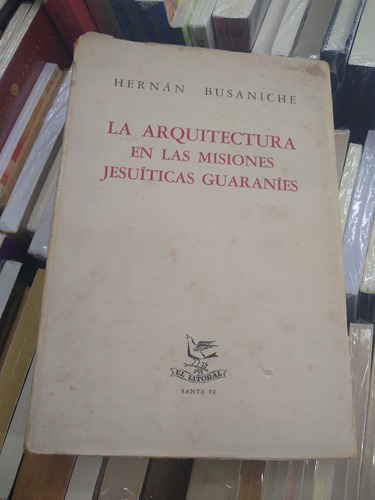 HERNÁN BUSANICHE
LA ARQUITECTURA
EN LAS MISIONES
JESUÍTICAS GUARANÍES
EL LITORAL
SANTA FE